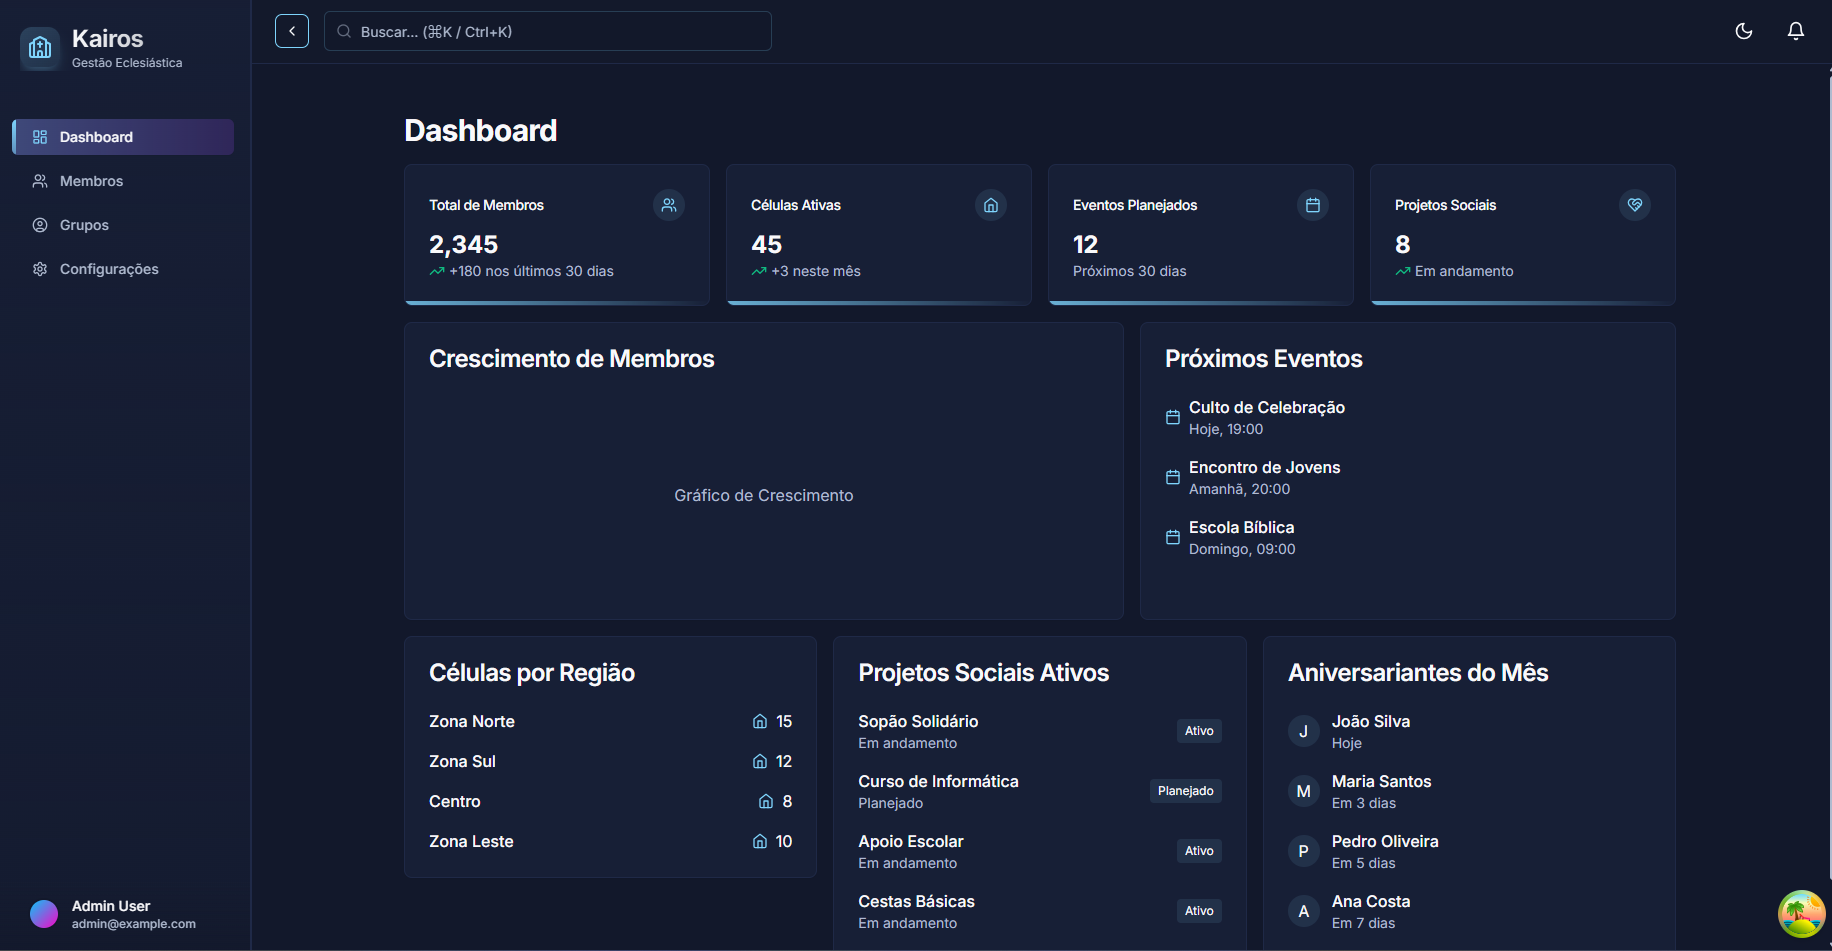 Kairos
Gestão Eclesiástica
Buscar... (⌘K / Ctrl+K)
Dashboard
Membros
Grupos
Configurações
Dashboard
Total de Membros
2,345
+180 nos últimos 30 dias
Células Ativas
45
+3 neste mês
Eventos Planejados
12
Próximos 30 dias
Projetos Sociais
8
Em andamento
Crescimento de Membros
Gráfico de Crescimento
Próximos Eventos
Culto de Celebração
Hoje, 19:00
Encontro de Jovens
Amanhã, 20:00
Escola Bíblica
Domingo, 09:00
Células por Região
Zona Norte 15
Zona Sul 12
Centro 8
Zona Leste 10
Projetos Sociais Ativos
Sopão Solidário
Em andamento
Ativo
Curso de Informática
Planejado
Planejado
Apoio Escolar
Em andamento
Ativo
Cestas Básicas
Em andamento
Ativo
Aniversariantes do Mês
J
João Silva
Hoje
M
Maria Santos
Em 3 dias
P
Pedro Oliveira
Em 5 dias
A
Ana Costa
Em 7 dias
Admin User
admin@example.com